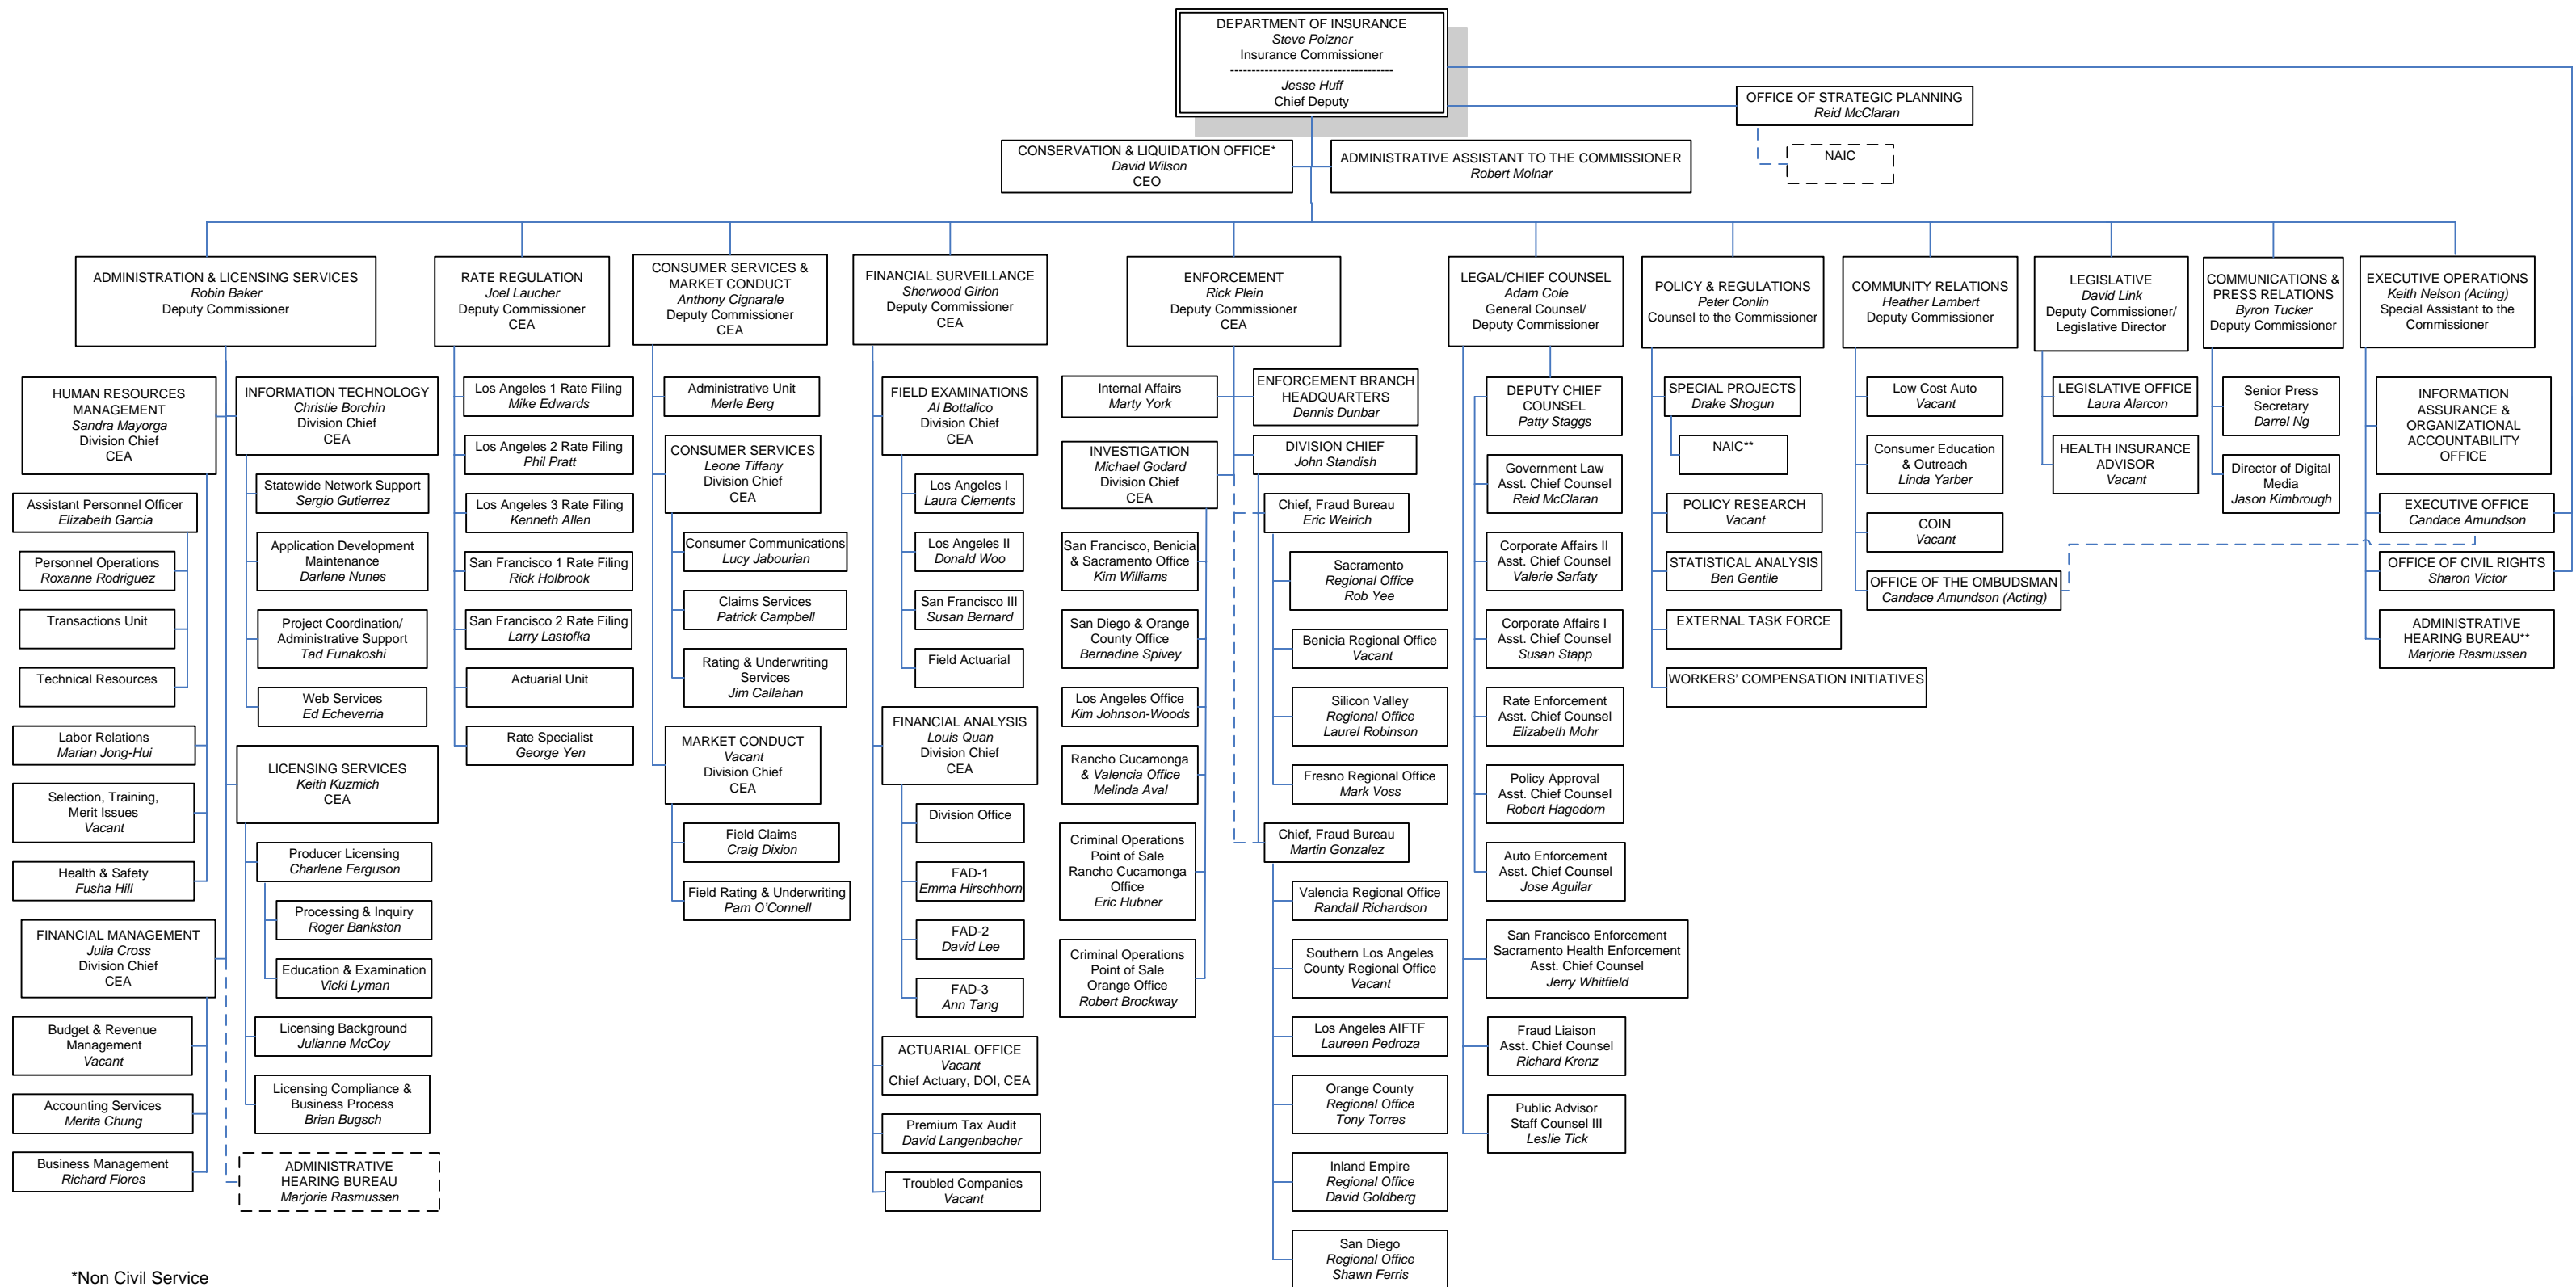 DEPARTMENT OF INSURANCE
Steve Poizner
Insurance Commissioner
--------------------------------------
Jesse Huff
Chief Deputy
OFFICE OF STRATEGIC PLANNING
Reid McClaran
NAIC
CONSERVATION & LIQUIDATION OFFICE*
David Wilson
CEO
ADMINISTRATIVE ASSISTANT TO THE COMMISSIONER
Robert Molnar
ADMINISTRATION & LICENSING SERVICES
Robin Baker
Deputy Commissioner
HUMAN RESOURCES
MANAGEMENT
Sandra Mayorga
Division Chief
CEA
Assistant Personnel Officer
Elizabeth Garcia
Personnel Operations
Roxanne Rodriguez
Transactions Unit
Technical Resources
Labor Relations
Marian Jong-Hui
Selection, Training,
Merit Issues
Vacant
Health & Safety
Fusha Hill
FINANCIAL MANAGEMENT
Julia Cross
Division Chief
CEA
Budget & Revenue
Management
Vacant
Accounting Services
Merita Chung
Business Management
Richard Flores
INFORMATION TECHNOLOGY
Christie Borchin
Division Chief
CEA
Statewide Network Support
Sergio Gutierrez
Application Development
Maintenance
Darlene Nunes
Project Coordination/
Administrative Support
Tad Funakoshi
Web Services
Ed Echeverria
LICENSING SERVICES
Keith Kuzmich
CEA
Producer Licensing
Charlene Ferguson
Processing & Inquiry
Roger Bankston
Education & Examination
Vicki Lyman
Licensing Background
Julianne McCoy
Licensing Compliance &
Business Process
Brian Bugsch
ADMINISTRATIVE
HEARING BUREAU
Marjorie Rasmussen
RATE REGULATION
Joel Laucher
Deputy Commissioner
CEA
Los Angeles 1 Rate Filing
Mike Edwards
Los Angeles 2 Rate Filing
Phil Pratt
Los Angeles 3 Rate Filing
Kenneth Allen
San Francisco 1 Rate Filing
Rick Holbrook
San Francisco 2 Rate Filing
Larry Lastofka
Actuarial Unit
Rate Specialist
George Yen
CONSUMER SERVICES &
MARKET CONDUCT
Anthony Cignarale
Deputy Commissioner
CEA
Administrative Unit
Merle Berg
CONSUMER SERVICES
Leone Tiffany
Division Chief
CEA
Consumer Communications
Lucy Jabourian
Claims Services
Patrick Campbell
Rating & Underwriting
Services
Jim Callahan
MARKET CONDUCT
Vacant
Division Chief
CEA
Field Claims
Craig Dixion
Field Rating & Underwriting
Pam O'Connell
FINANCIAL SURVEILLANCE
Sherwood Girion
Deputy Commissioner
CEA
FIELD EXAMINATIONS
Al Bottalico
Division Chief
CEA
Los Angeles I
Laura Clements
Los Angeles II
Donald Woo
San Francisco III
Susan Bernard
Field Actuarial
FINANCIAL ANALYSIS
Louis Quan
Division Chief
CEA
Division Office
FAD-1
Emma Hirschhorn
FAD-2
David Lee
FAD-3
Ann Tang
ACTUARIAL OFFICE
Vacant
Chief Actuary, DOI, CEA
Premium Tax Audit
David Langenbacher
Troubled Companies
Vacant
ENFORCEMENT
Rick Plein
Deputy Commissioner
CEA
Internal Affairs
Marty York
INVESTIGATION
Michael Godard
Division Chief
CEA
San Francisco, Benicia
& Sacramento Office
Kim Williams
San Diego & Orange
County Office
Bernadine Spivey
Los Angeles Office
Kim Johnson-Woods
Rancho Cucamonga
& Valencia Office
Melinda Aval
Criminal Operations
Point of Sale
Rancho Cucamonga
Office
Eric Hubner
Criminal Operations
Point of Sale
Orange Office
Robert Brockway
ENFORCEMENT BRANCH
HEADQUARTERS
Dennis Dunbar
DIVISION CHIEF
John Standish
Chief, Fraud Bureau
Eric Weirich
Sacramento
Regional Office
Rob Yee
Benicia Regional Office
Vacant
Silicon Valley
Regional Office
Laurel Robinson
Fresno Regional Office
Mark Voss
Chief, Fraud Bureau
Martin Gonzalez
Valencia Regional Office
Randall Richardson
Southern Los Angeles
County Regional Office
Vacant
Los Angeles AIFTF
Laureen Pedroza
Orange County
Regional Office
Tony Torres
Inland Empire
Regional Office
David Goldberg
San Diego
Regional Office
Shawn Ferris
LEGAL/CHIEF COUNSEL
Adam Cole
General Counsel/
Deputy Commissioner
DEPUTY CHIEF
COUNSEL
Patty Staggs
Government Law
Asst. Chief Counsel
Reid McClaran
Corporate Affairs II
Asst. Chief Counsel
Valerie Sarfaty
Corporate Affairs I
Asst. Chief Counsel
Susan Stapp
Rate Enforcement
Asst. Chief Counsel
Elizabeth Mohr
Policy Approval
Asst. Chief Counsel
Robert Hagedorn
Auto Enforcement
Asst. Chief Counsel
Jose Aguilar
San Francisco Enforcement
Sacramento Health Enforcement
Asst. Chief Counsel
Jerry Whitfield
Fraud Liaison
Asst. Chief Counsel
Richard Krenz
Public Advisor
Staff Counsel III
Leslie Tick
POLICY & REGULATIONS
Peter Conlin
Counsel to the Commissioner
SPECIAL PROJECTS
Drake Shogun
NAIC**
POLICY RESEARCH
Vacant
STATISTICAL ANALYSIS
Ben Gentile
EXTERNAL TASK FORCE
WORKERS' COMPENSATION INITIATIVES
COMMUNITY RELATIONS
Heather Lambert
Deputy Commissioner
Low Cost Auto
Vacant
Consumer Education
& Outreach
Linda Yarber
COIN
Vacant
OFFICE OF THE OMBUDSMAN
Candace Amundson (Acting)
LEGISLATIVE
David Link
Deputy Commissioner/
Legislative Director
LEGISLATIVE OFFICE
Laura Alarcon
HEALTH INSURANCE
ADVISOR
Vacant
COMMUNICATIONS &
PRESS RELATIONS
Byron Tucker
Deputy Commissioner
Senior Press
Secretary
Darrel Ng
Director of Digital
Media
Jason Kimbrough
EXECUTIVE OPERATIONS
Keith Nelson (Acting)
Special Assistant to the
Commissioner
INFORMATION
ASSURANCE &
ORGANIZATIONAL
ACCOUNTABILITY
OFFICE
EXECUTIVE OFFICE
Candace Amundson
OFFICE OF CIVIL RIGHTS
Sharon Victor
ADMINISTRATIVE
HEARING BUREAU**
Marjorie Rasmussen
*Non Civil Service